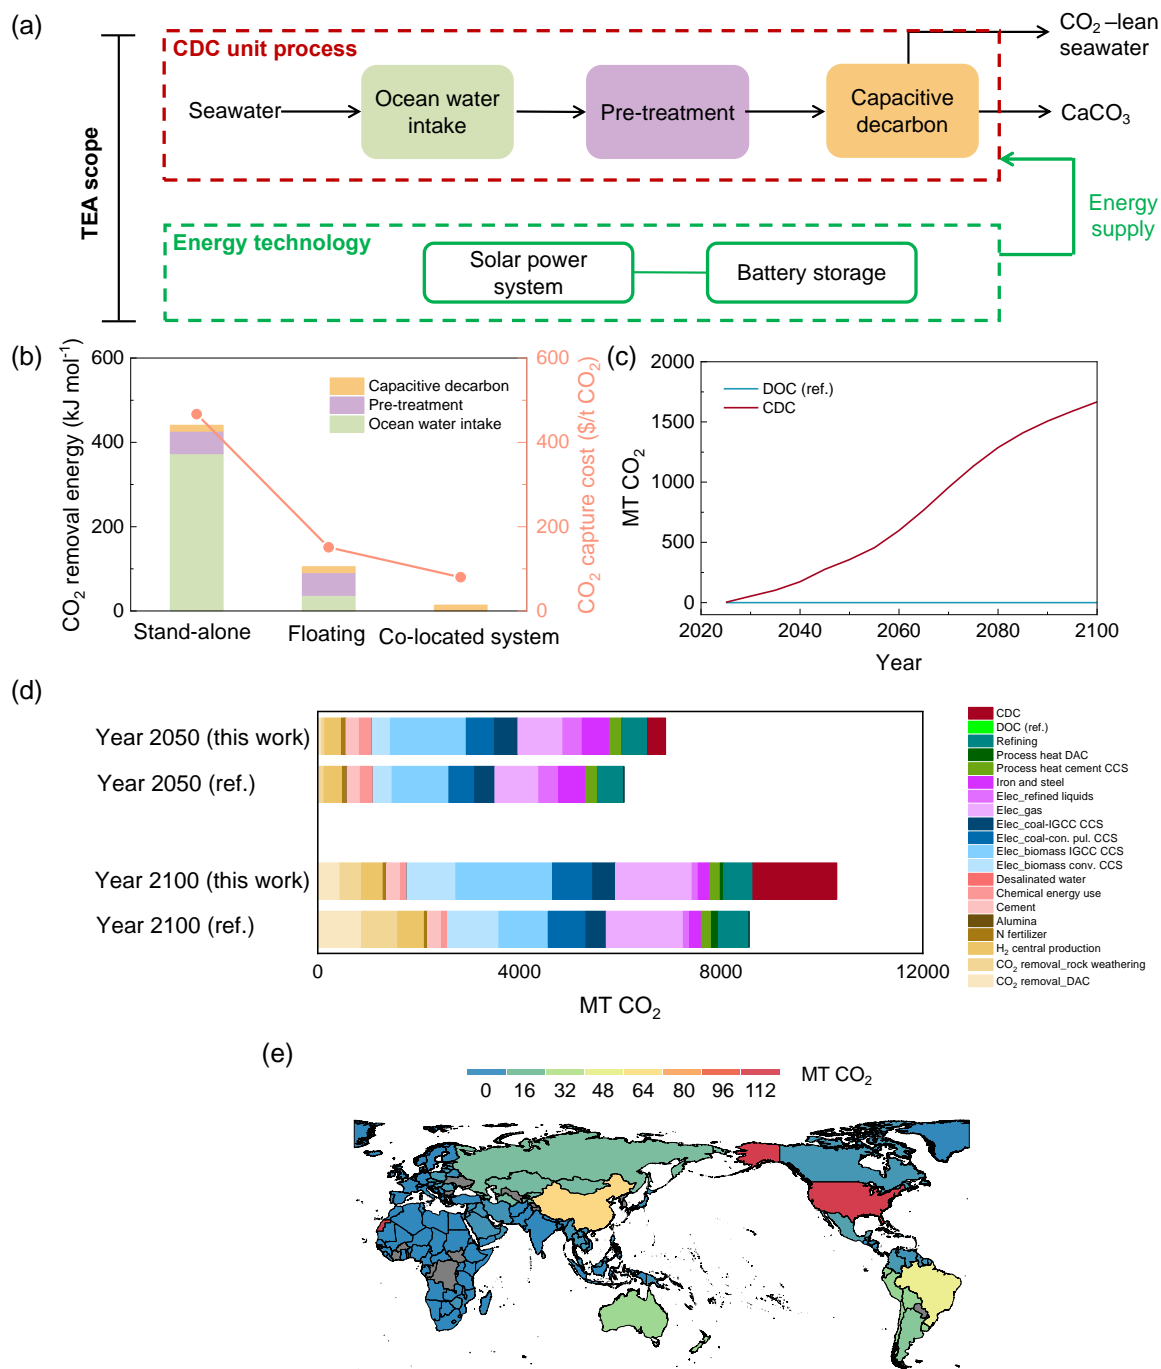 (a)
TEA scope
CDC unit process
Seawater
Ocean water
intake
Pre-treatment
Capacitive
decarbon
CO₂ –lean
seawater
CaCO₃
Energy
supply
Energy technology
Solar power
system
Battery storage
(b)
CO₂ removal energy (kJ mol⁻¹)
600
400
200
0
Capacitive decarbon
Pre-treatment
Ocean water intake
600
400
200
0
CO₂ capture cost ($/t CO₂)
Stand-alone
Floating
Co-located system
(c)
MT CO₂
2000
1500
1000
500
0
DOC (ref.)
CDC
2020
2040
2060
2080
2100
Year
(d)
Year 2050 (this work)
Year 2050 (ref.)
Year 2100 (this work)
Year 2100 (ref.)
0
4000
8000
12000
MT CO₂
CDC
DOC (ref.)
Refining
Process heat DAC
Process heat cement CCS
Iron and steel
Elec_refined liquids
Elec_gas
Elec_coal-IGCC CCS
Elec_coal-con. pul. CCS
Elec_biomass IGCC CCS
Elec_biomass conv. CCS
Desalinated water
Chemical energy use
Cement
Alumina
N fertilizer
H₂ central production
CO₂ removal_rock weathering
CO₂ removal_DAC
(e)
MT CO₂
0 16 32 48 64 80 96 112